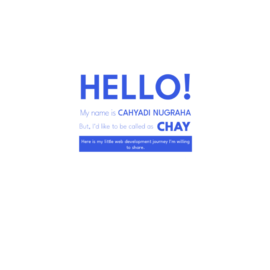 HELLO!
My name is CAHYADI NUGRAHA
But, I'd like to be called as CHAY
Here is my little web development journey I'm willing
to share.